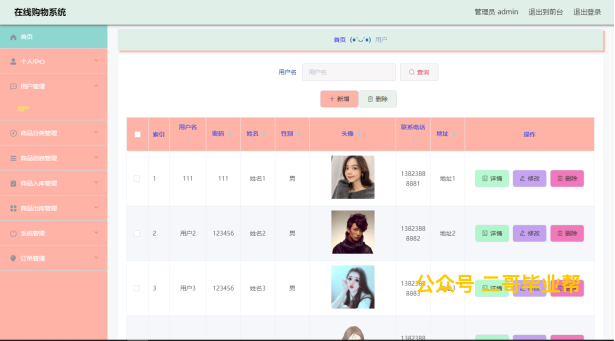 在线购物系统
管理员 admin 退出到前台 退出登录
首页
个人中心
用户管理
用户
商品分类管理
商品信息管理
商品入库管理
商品出库管理
系统管理
订单管理
首页 (●'◡'●) 用户
用户名 用户名 查询
+ 新增 删除
索引 用户名 密码 姓名 性别 头像 联系电话 地址 操作
1 111 111 姓名1 男 13823888881 地址1 详情 修改 删除
2 用户2 123456 姓名2 男 13823888882 地址2 详情 修改 删除
3 用户3 123456 姓名3 男 13823888883 详情 修改 删除
公众号 二哥毕业帮
1382388